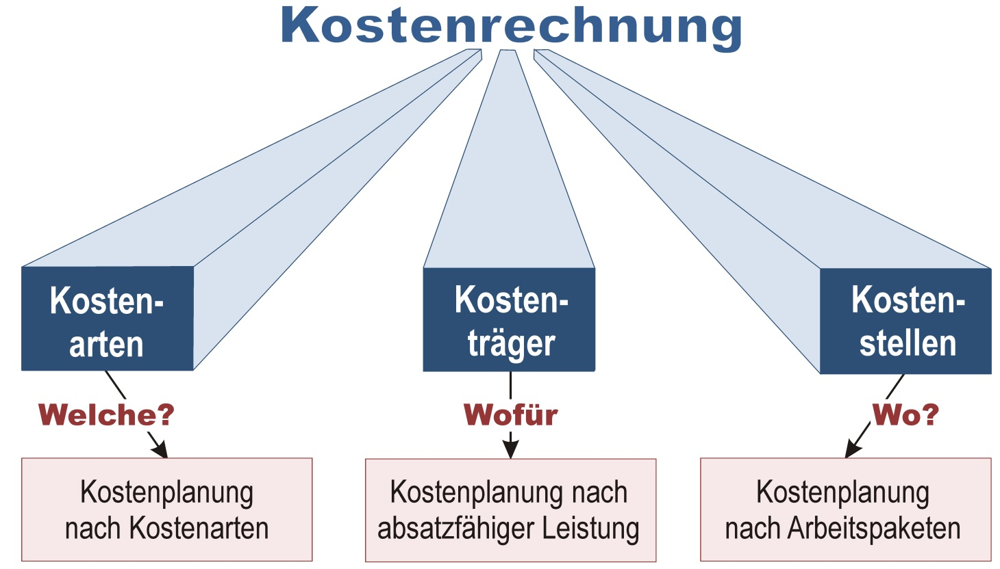 Kostenrechnung
Kosten-
arten
Kosten-
träger
Kosten-
stellen
Welche?
Wofür
Wo?
Kostenplanung
nach Kostenarten
Kostenplanung nach
absatzfähiger Leistung
Kostenplanung
nach Arbeitspaketen